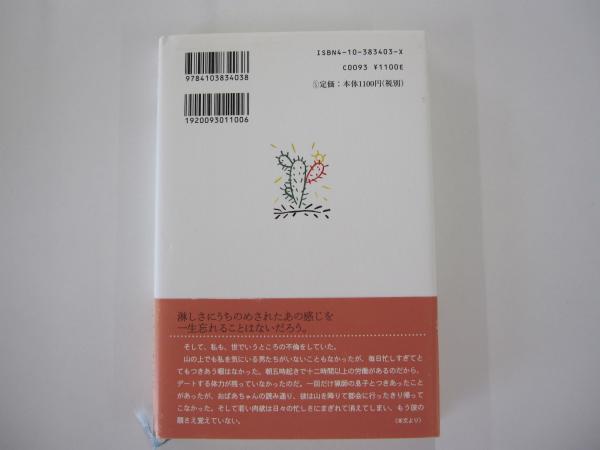 ISBN4-10-383403-X
C0093 ¥1100E
①定価：本体1100円(税別)
9784103834038
1920093011006
淋しさにうちのめされたあの感じを
一生忘れることはないだろう。
そして、私も、世でいうところの不倫をしていた。
山の上でも私を気にいる男たちがいないこともなかったが、毎日忙しすぎてと
てもつきあう暇はなかった。朝五時起きで十二時間以上の労働があるのだから、
デートする体力が残っていなかったのだ。一回だけ猟師の息子とつきあったこと
があったが、おばあちゃんの読み通り、彼は山を降りて都会に行ったきり帰って
こなかった。そして若い肉欲は日々の忙しさにまぎれて消えてしまい、もう彼の
顔さえ覚えていない。
（本文より）